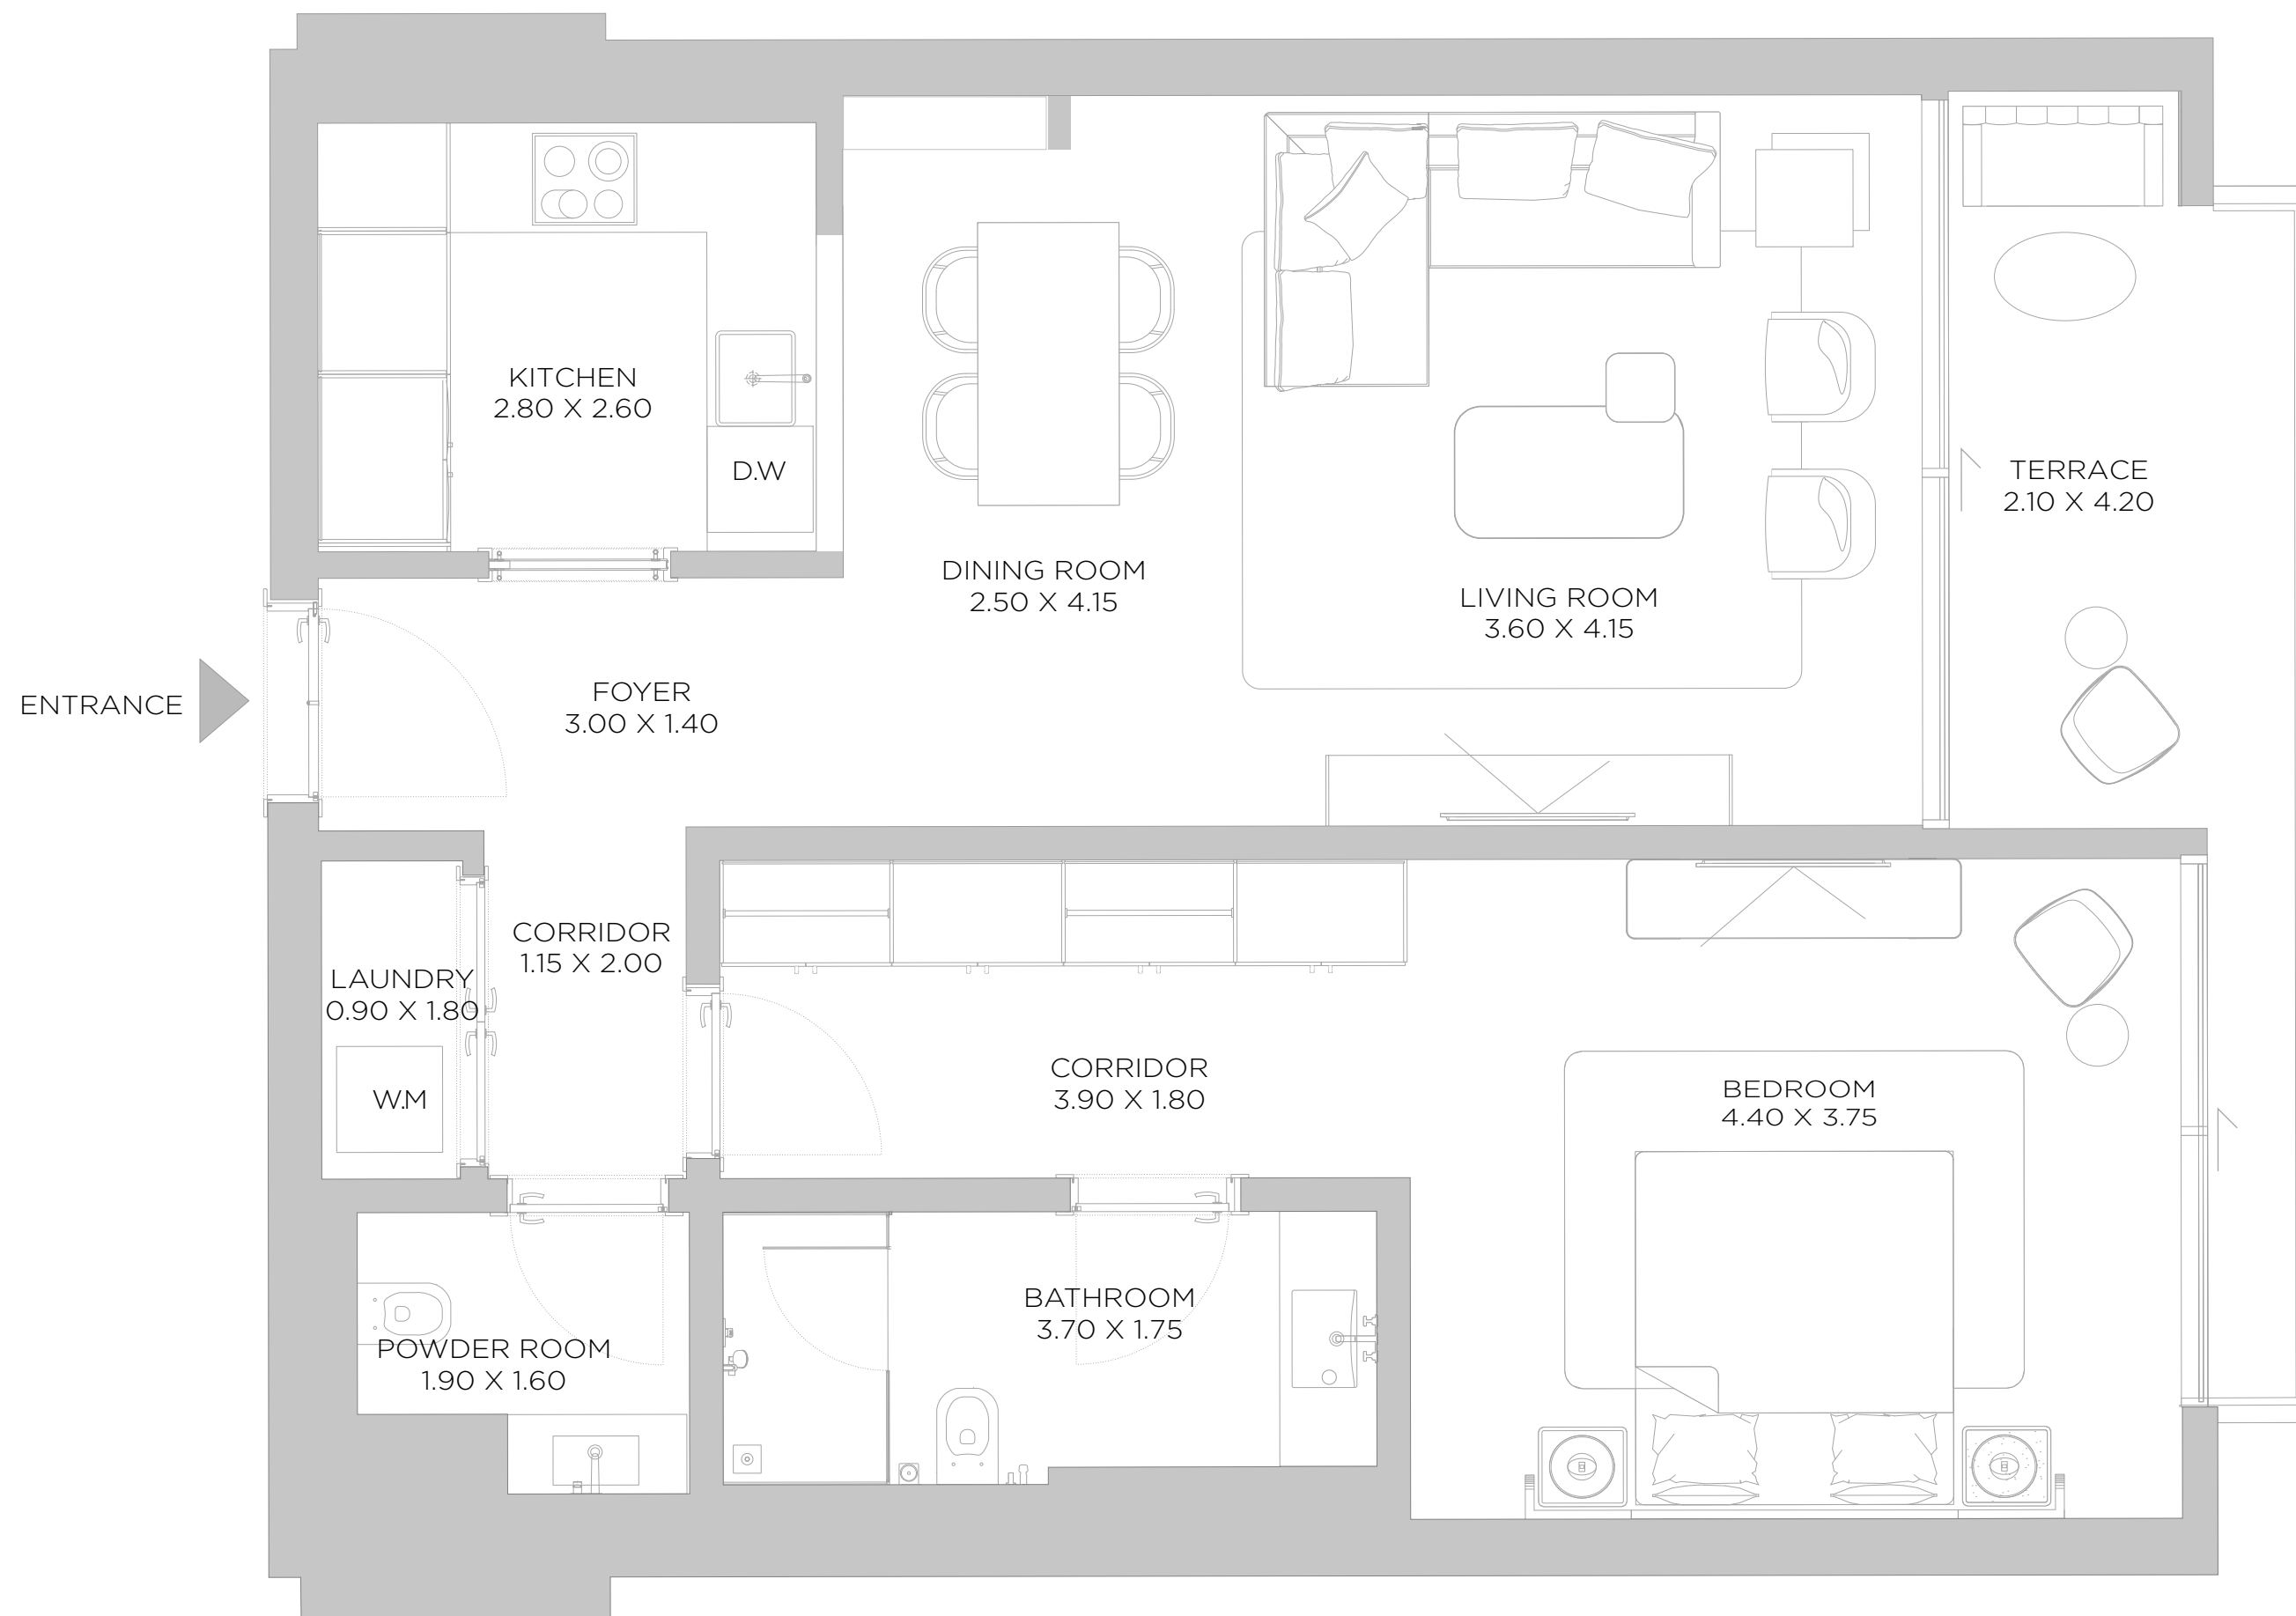 KITCHEN
2.80 X 2.60
D.W
TERRACE
2.10 X 4.20
DINING ROOM
2.50 X 4.15
LIVING ROOM
3.60 X 4.15
ENTRANCE
FOYER
3.00 X 1.40
CORRIDOR
1.15 X 2.00
LAUNDRY
0.90 X 1.80
W.M
CORRIDOR
3.90 X 1.80
BEDROOM
4.40 X 3.75
BATHROOM
3.70 X 1.75
POWDER ROOM
1.90 X 1.60